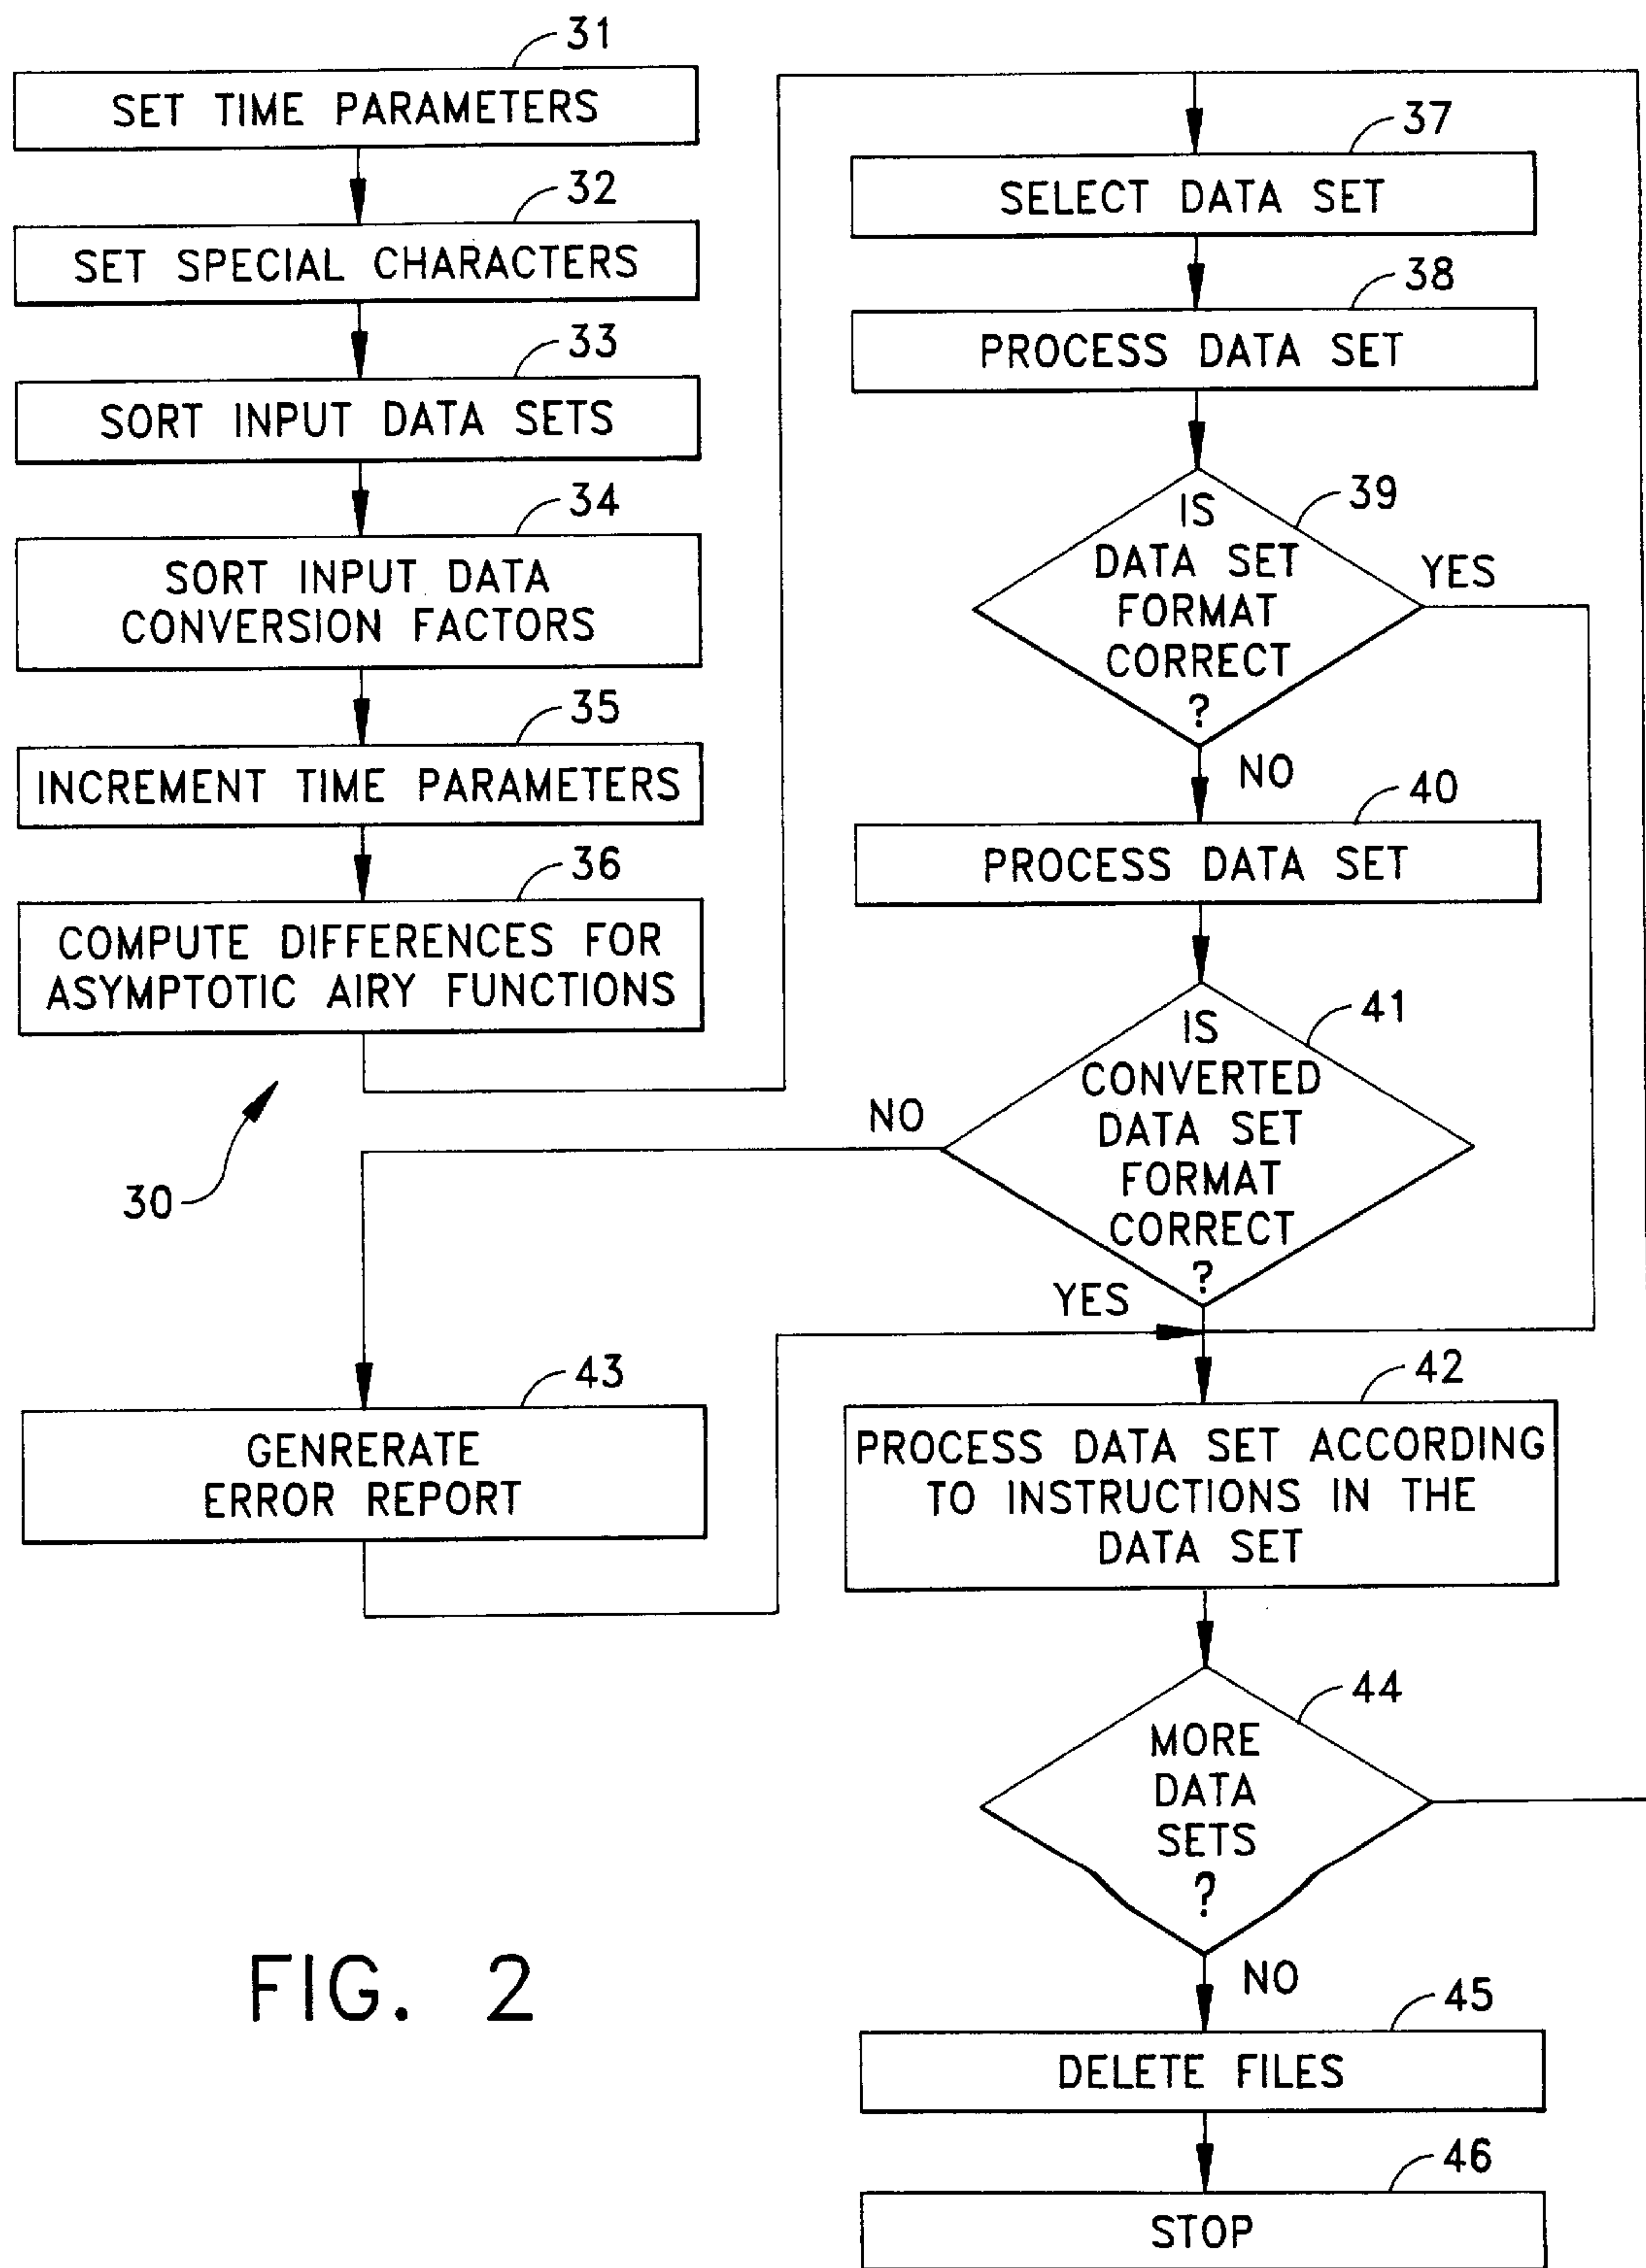 31
SET TIME PARAMETERS
32
SET SPECIAL CHARACTERS
33
SORT INPUT DATA SETS
34
SORT INPUT DATA
CONVERSION FACTORS
35
INCREMENT TIME PARAMETERS
36
COMPUTE DIFFERENCES FOR
ASYMPTOTIC AIRY FUNCTIONS
30
37
SELECT DATA SET
38
PROCESS DATA SET
39
IS
DATA SET
FORMAT
CORRECT
?
YES
NO
40
PROCESS DATA SET
41
IS
CONVERTED
DATA SET
FORMAT
CORRECT
?
NO
YES
43
GENRERATE
ERROR REPORT
42
PROCESS DATA SET ACCORDING
TO INSTRUCTIONS IN THE
DATA SET
44
MORE
DATA
SETS
?
NO
45
DELETE FILES
46
STOP
FIG. 2